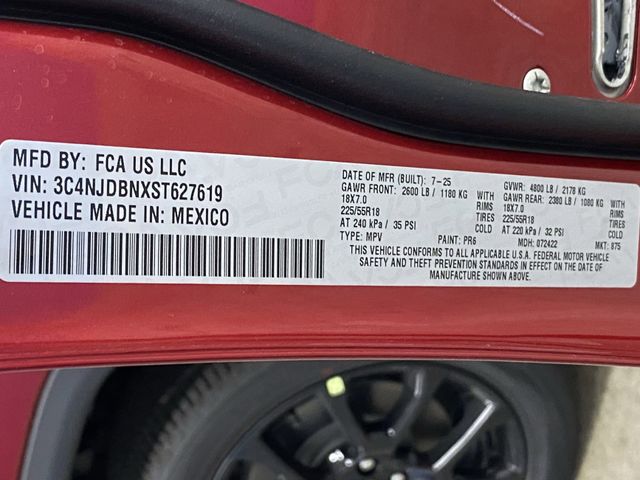 MFD BY: FCA US LLC
VIN: 3C4NJDBNXST627619
VEHICLE MADE IN: MEXICO
DATE OF MFR (BUILT): 7-25
GAWR FRONT: 2600 LB / 1180 KG WITH
18X7.0 RIMS
225/55R18 TIRES
AT 240 kPa / 35 PSI COLD
TYPE: MPV PAINT: PR6
GVWR: 4800 LB / 2178 KG
GAWR REAR: 2380 LB / 1080 KG WITH
18X7.0 RIMS
225/55R18 TIRES
AT 220 kPa / 32 PSI COLD
MDH: 072422 MKT: 875
THIS VEHICLE CONFORMS TO ALL APPLICABLE U.S.A. FEDERAL MOTOR VEHICLE
SAFETY AND THEFT PREVENTION STANDARDS IN EFFECT ON THE DATE OF
MANUFACTURE SHOWN ABOVE.